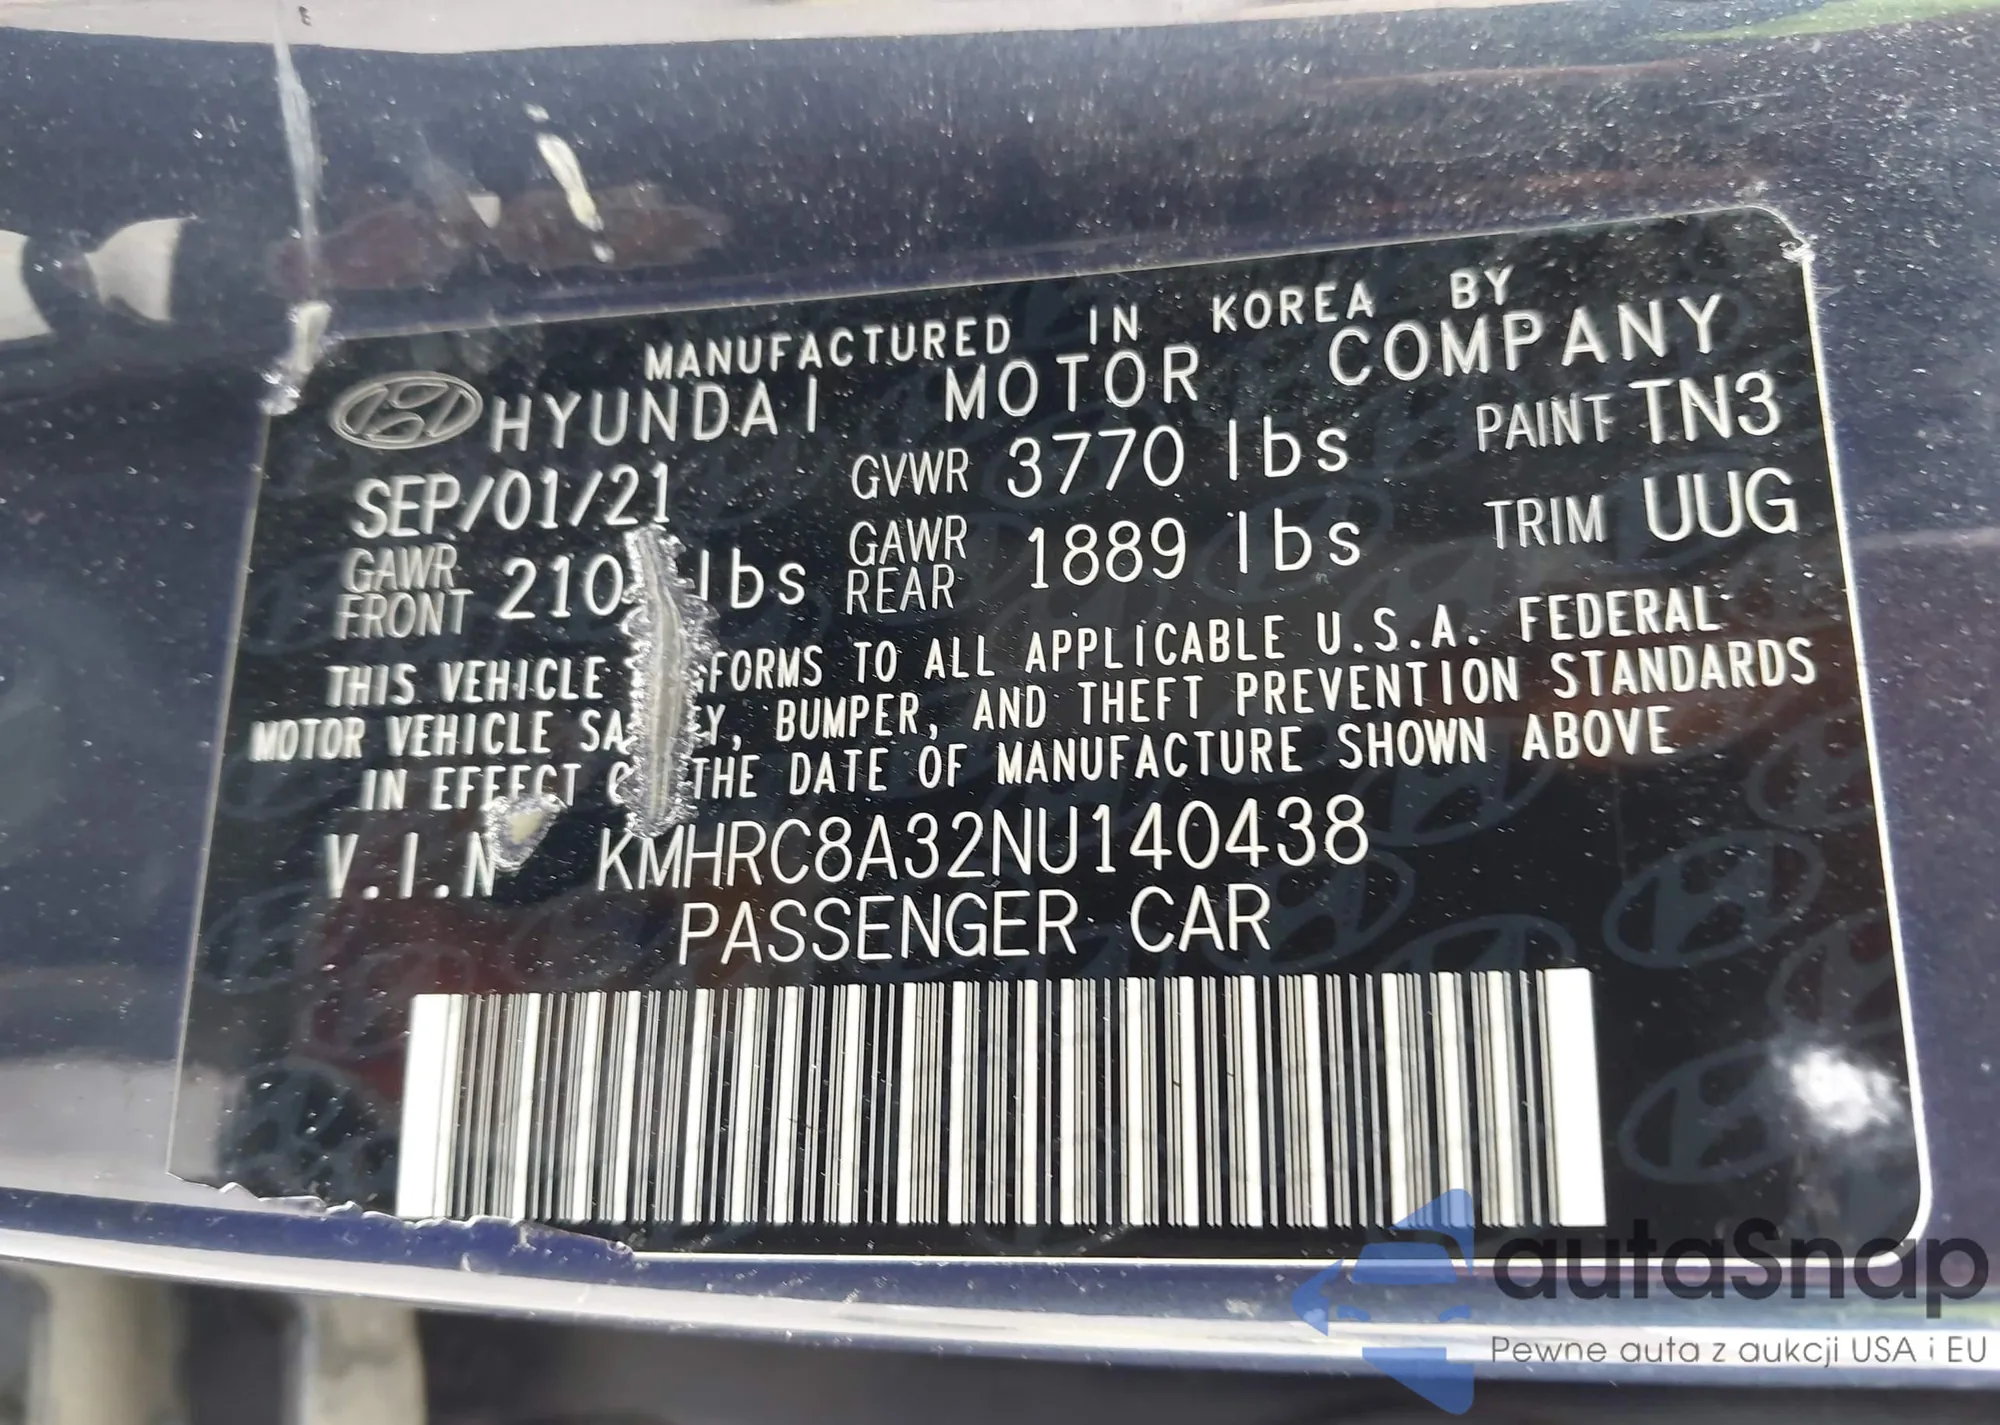 MANUFACTURED IN KOREA BY
HYUNDAI MOTOR COMPANY
SEP/01/21 GVWR 3770 lbs PAINT TN3
GAWR FRONT 210 lbs GAWR REAR 1889 lbs TRIM UUG
THIS VEHICLE FORMS TO ALL APPLICABLE U.S.A. FEDERAL
MOTOR VEHICLE SA Y, BUMPER, AND THEFT PREVENTION STANDARDS
IN EFFECT THE DATE OF MANUFACTURE SHOWN ABOVE
V.I.N KMHRC8A32NU140438
PASSENGER CAR
autaSnap
Pewne auta z aukcji USA i EU